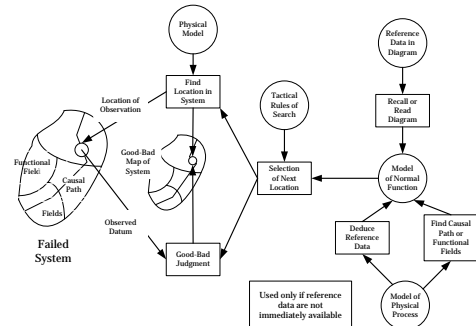 Physical
Model
Reference
Data in
Diagram
Find
Location in
System
Location of
Observation
Tactical
Rules of
Search
Recall or
Read
Diagram
Good-Bad
Map of
System
Functional
Field
Causal
Path
Fields
Selection
of Next
Location
Model
of Normal
Function
Observed
Datum
Failed
System
Good-Bad
Judgment
Deduce
Reference
Data
Find Causal
Path or
Functional
Fields
Used only if reference
data are not
immediately available
Model of
Physical
Process